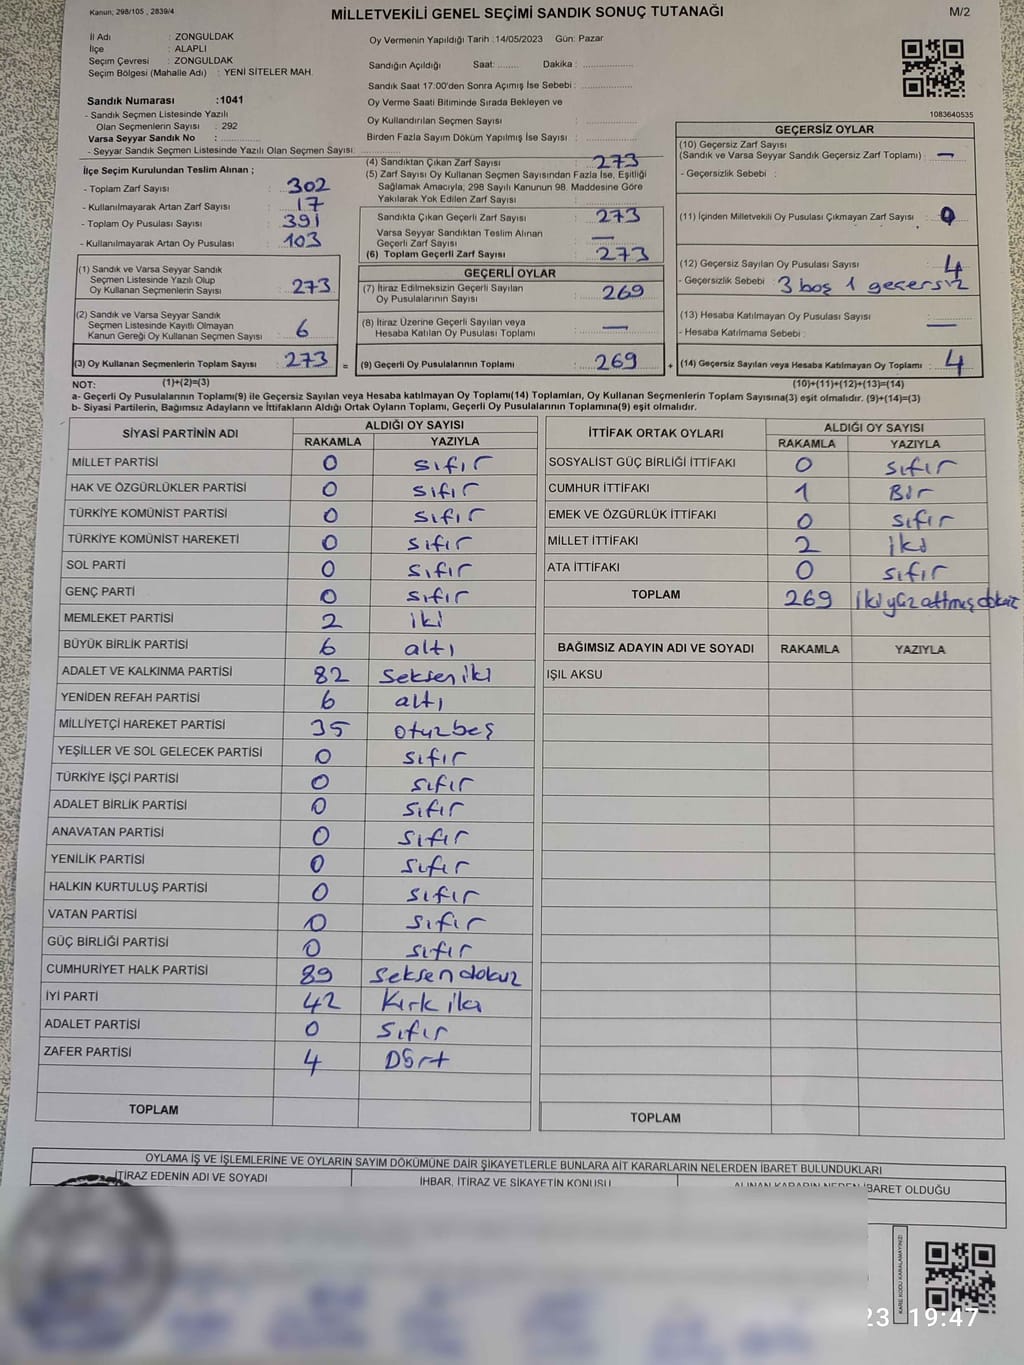 Kanun; 298/105 , 2839/4
MİLLETVEKİLİ GENEL SEÇİMİ SANDIK SONUÇ TUTANAĞI
M/2
İl Adı : ZONGULDAK
İlçe : ALAPLI
Seçim Çevresi : ZONGULDAK
Seçim Bölgesi (Mahalle Adı) : YENİ SİTELER MAH.
Sandık Numarası :1041
- Sandık Seçmen Listesinde Yazılı
Olan Seçmenlerin Sayısı : 292
Varsa Seyyar Sandık No :
- Seyyar Sandık Seçmen Listesinde Yazılı Olan Seçmen Sayısı:
Oy Vermenin Yapıldığı Tarih :14/05/2023 Gün: Pazar
Sandığın Açıldığı Saat: ........ Dakika : ................
Sandık Saat 17:00'den Sonra Açımış İse Sebebi : ................
Oy Verme Saati Bitiminde Sırada Bekleyen ve
Oy Kullandırılan Seçmen Sayısı : ................
Birden Fazla Sayım Döküm Yapılmış İse Sayısı : ................
1083640535
İlçe Seçim Kurulundan Teslim Alınan ;
- Toplam Zarf Sayısı : 302
- Kullanılmayarak Artan Zarf Sayısı : 17
- Toplam Oy Pusulası Sayısı : 391
- Kullanılmayarak Artan Oy Pusulası : 103
(4) Sandıktan Çıkan Zarf Sayısı : 273
(5) Zarf Sayısı Oy Kullanan Seçmen Sayısından Fazla İse, Eşitliği
Sağlamak Amacıyla; 298 Sayılı Kanunun 98. Maddesine Göre
Yakılarak Yok Edilen Zarf Sayısı :
Sandıkta Çıkan Geçerli Zarf Sayısı : 273
Varsa Seyyar Sandıktan Teslim Alınan
Geçerli Zarf Sayısı : —
(6) Toplam Geçerli Zarf Sayısı : 273
GEÇERSİZ OYLAR
(10) Geçersiz Zarf Sayısı
(Sandık ve Varsa Seyyar Sandık Geçersiz Zarf Toplamı) : —
- Geçersizlik Sebebi :
(11) İçinden Milletvekili Oy Pusulası Çıkmayan Zarf Sayısı : 0
(12) Geçersiz Sayılan Oy Pusulası Sayısı : 4
- Geçersizlik Sebebi : 3 boş 1 geçersiz
(13) Hesaba Katılmayan Oy Pusulası Sayısı : —
- Hesaba Katılmama Sebebi :
(1) Sandık ve Varsa Seyyar Sandık
Seçmen Listesinde Yazılı Olup
Oy Kullanan Seçmenlerin Sayısı : 273
(2) Sandık ve Varsa Seyyar Sandık
Seçmen Listesinde Kayıtlı Olmayan
Kanun Gereği Oy Kullanan Seçmen Sayısı : 6
(3) Oy Kullanan Seçmenlerin Toplam Sayısı : 273
GEÇERLİ OYLAR
(7) İtiraz Edilmeksizin Geçerli Sayılan
Oy Pusulalarının Sayısı : 269
(8) İtiraz Üzerine Geçerli Sayılan veya
Hesaba Katılan Oy Pusulası Toplamı : —
= (9) Geçerli Oy Pusulalarının Toplamı : 269
+ (14) Geçersiz Sayılan veya Hesaba Katılmayan Oy Toplamı : 4
NOT: (1)+(2)=(3)
(10)+(11)+(12)+(13)=(14)
a- Geçerli Oy Pusulalarının Toplamı(9) ile Geçersiz Sayılan veya Hesaba katılmayan Oy Toplamı(14) Toplamları, Oy Kullanan Seçmenlerin Toplam Sayısına(3) eşit olmalıdır. (9)+(14)=(3)
b- Siyasi Partilerin, Bağımsız Adayların ve İttifakların Aldığı Ortak Oyların Toplamı, Geçerli Oy Pusulalarının Toplamına(9) eşit olmalıdır.
SİYASİ PARTİNİN ADI ALDIĞI OY SAYISI
RAKAMLA YAZIYLA
MİLLET PARTİSİ 0 sıfır
HAK VE ÖZGÜRLÜKLER PARTİSİ 0 sıfır
TÜRKİYE KOMÜNİST PARTİSİ 0 sıfır
TÜRKİYE KOMÜNİST HAREKETİ 0 sıfır
SOL PARTİ 0 sıfır
GENÇ PARTİ 0 sıfır
MEMLEKET PARTİSİ 2 iki
BÜYÜK BİRLİK PARTİSİ 6 altı
ADALET VE KALKINMA PARTİSİ 82 Seksen iki
YENİDEN REFAH PARTİSİ 6 altı
MİLLİYETÇİ HAREKET PARTİSİ 35 otuzbeş
YEŞİLLER VE SOL GELECEK PARTİSİ 0 sıfır
TÜRKİYE İŞÇİ PARTİSİ 0 sıfır
ADALET BİRLİK PARTİSİ 0 sıfır
ANAVATAN PARTİSİ 0 sıfır
YENİLİK PARTİSİ 0 sıfır
HALKIN KURTULUŞ PARTİSİ 0 sıfır
VATAN PARTİSİ 0 sıfır
GÜÇ BİRLİĞİ PARTİSİ 0 sıfır
CUMHURİYET HALK PARTİSİ 89 Seksen dokuz
İYİ PARTİ 42 Kırk iki
ADALET PARTİSİ 0 Sıfır
ZAFER PARTİSİ 4 Dört
TOPLAM
İTTİFAK ORTAK OYLARI ALDIĞI OY SAYISI
RAKAMLA YAZIYLA
SOSYALİST GÜÇ BİRLİĞİ İTTİFAKI 0 sıfır
CUMHUR İTTİFAKI 1 Bir
EMEK VE ÖZGÜRLÜK İTTİFAKI 0 sıfır
MİLLET İTTİFAKI 2 iki
ATA İTTİFAKI 0 sıfır
TOPLAM 269 ikiyüzaltmışdokuz
BAĞIMSIZ ADAYIN ADI VE SOYADI RAKAMLA YAZIYLA
IŞIL AKSU
TOPLAM
OYLAMA İŞ VE İŞLEMLERİNE VE OYLARIN SAYIM DÖKÜMÜNE DAİR ŞİKAYETLERLE BUNLARA AİT KARARLARIN NELERDEN İBARET BULUNDUKLARI
İTİRAZ EDENİN ADI VE SOYADI İHBAR, İTİRAZ VE ŞİKAYETİN KONUSU ALINAN KARARIN NEDEN İBARET OLDUĞU
KARE KODU KARALAMAYINIZ!
23 19:47